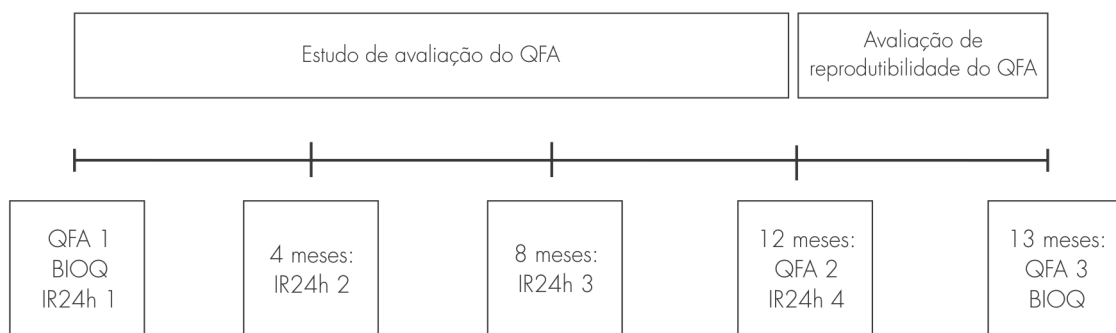 Estudo de avaliação do QFA
Avaliação de
reprodutibilidade do QFA
QFA 1
BIOQ
IR24h 1
4 meses:
IR24h 2
8 meses:
IR24h 3
12 meses:
QFA 2
IR24h 4
13 meses:
QFA 3
BIOQ